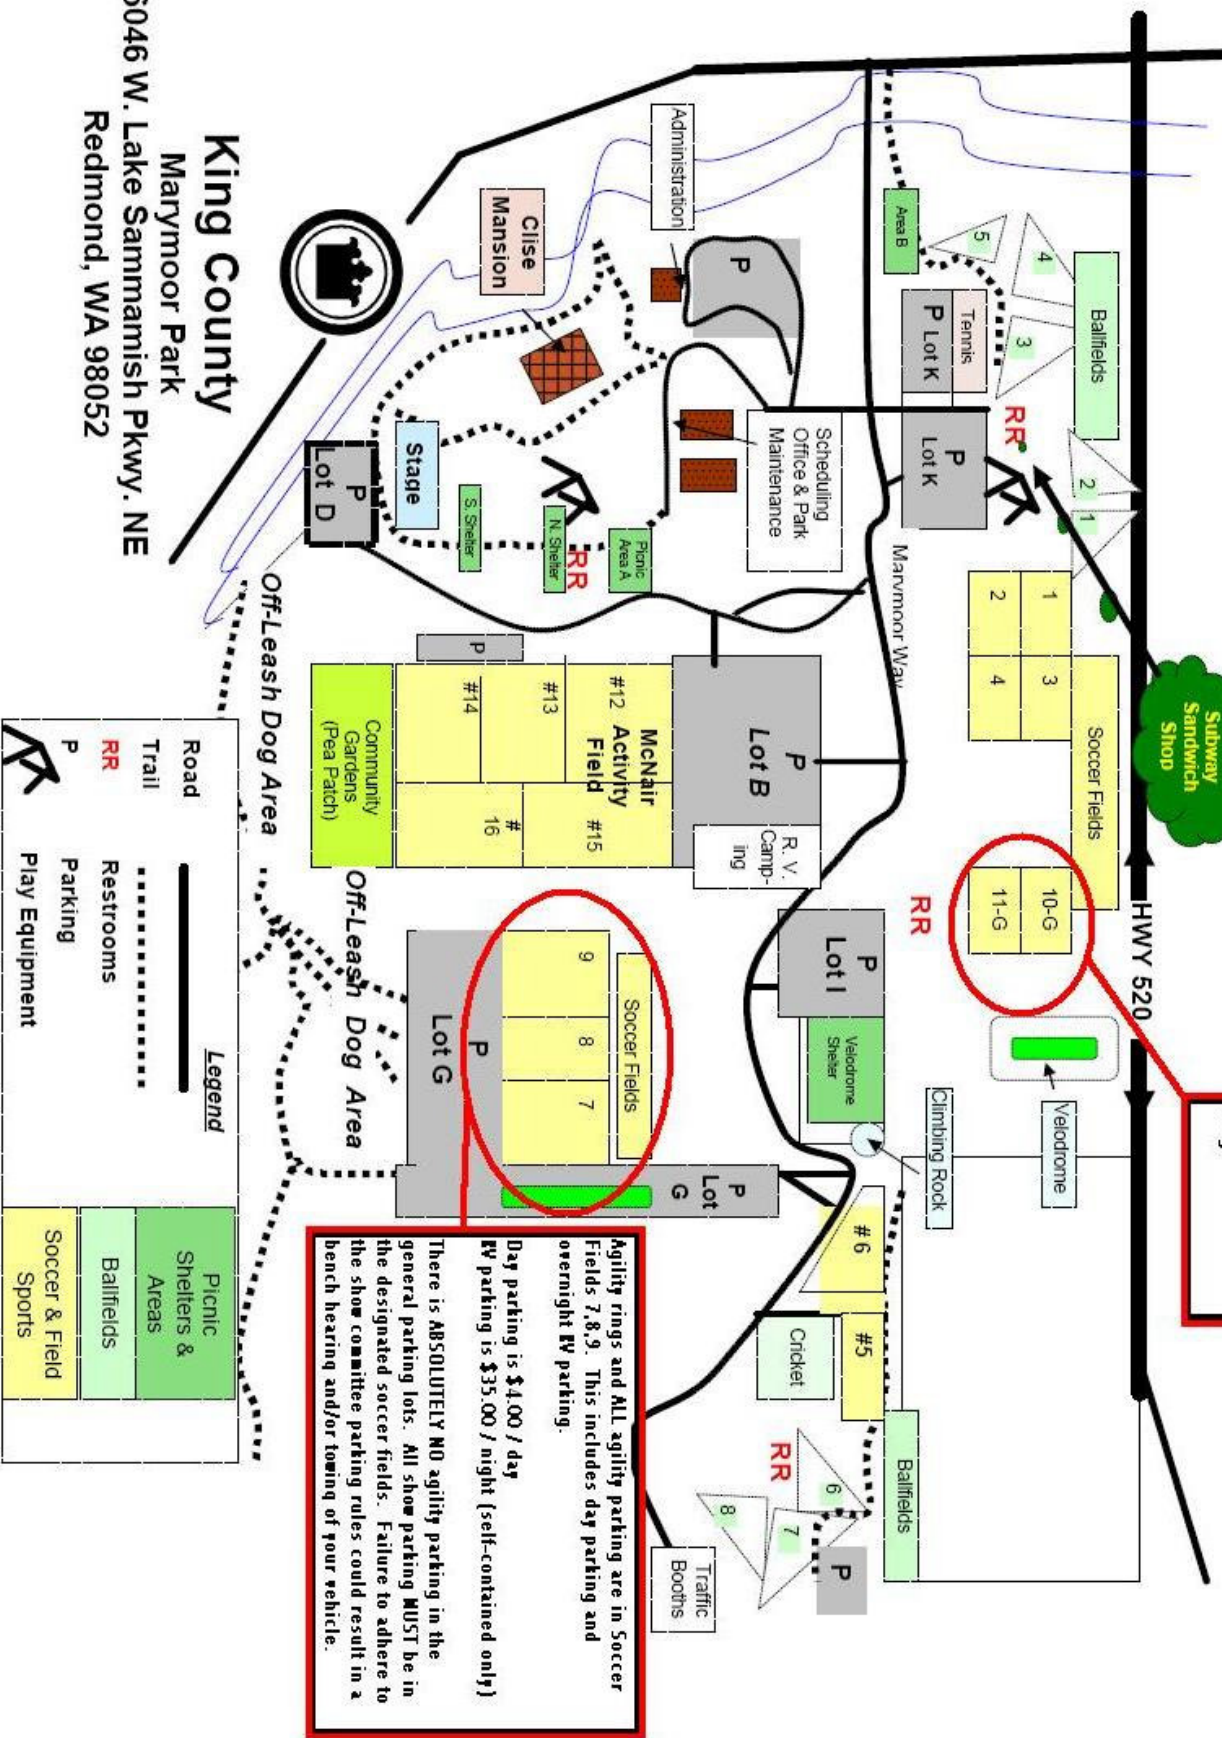 Subway
Sandwich
Shop
HWY 520
Ballfields
4
5
3
2
1
Area B
Tennis
P
Lot K
P
Lot K
RR
1
3
2
4
Soccer Fields
10-G
11-G
RR
Velodrome
Climbing Rock
Marymoor Way
P
Lot I
Velodrome
Shelter
Ballfields
#6
#5
Cricket
RR
6
7
8
P
Traffic
Booths
Administration
P
Scheduling
Office & Park
Maintenance
Clise
Mansion
Stage
S. Shelter
N. Shelter
RR
Picnic
Area A
P
Lot D
P
Lot B
R. V.
Camp-
ing
McNair
Activity
Field
#12
#13
#14
#15
#
16
P
Community
Gardens
(Pea Patch)
Soccer Fields
9
8
7
P
Lot G
P
Lot
G
Off-Leash Dog Area
Off-Leash Dog Area
Agility rings and ALL agility parking are in Soccer
Fields 7,8,9. This includes day parking and
overnight RV parking.
Day parking is $4.00 / day
RV parking is $35.00 / night (self-contained only)
There is ABSOLUTELY NO agility parking in the
general parking lots. All show parking MUST be in
the designated soccer fields. Failure to adhere to
the show committee parking rules could result in a
bench hearing and/or towing of your vehicle.
King County
Marymoor Park
6046 W. Lake Sammamish Pkwy. NE
Redmond, WA 98052
Legend
Road
Trail
RR Restrooms
P Parking
Play Equipment
Picnic
Shelters &
Areas
Ballfields
Soccer & Field
Sports